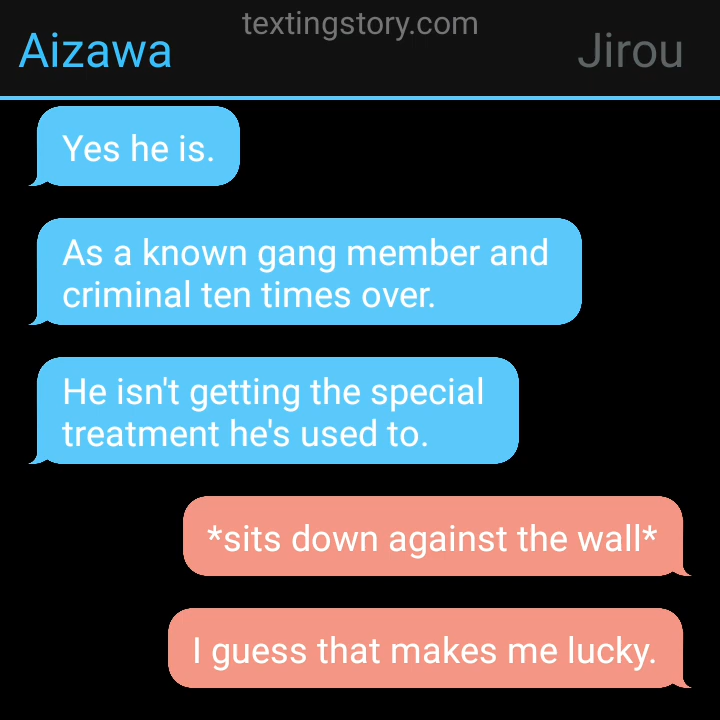 textingstory.com
Aizawa
Jirou
Yes he is.
As a known gang member and
criminal ten times over.
He isn't getting the special
treatment he's used to.
*sits down against the wall*
I guess that makes me lucky.